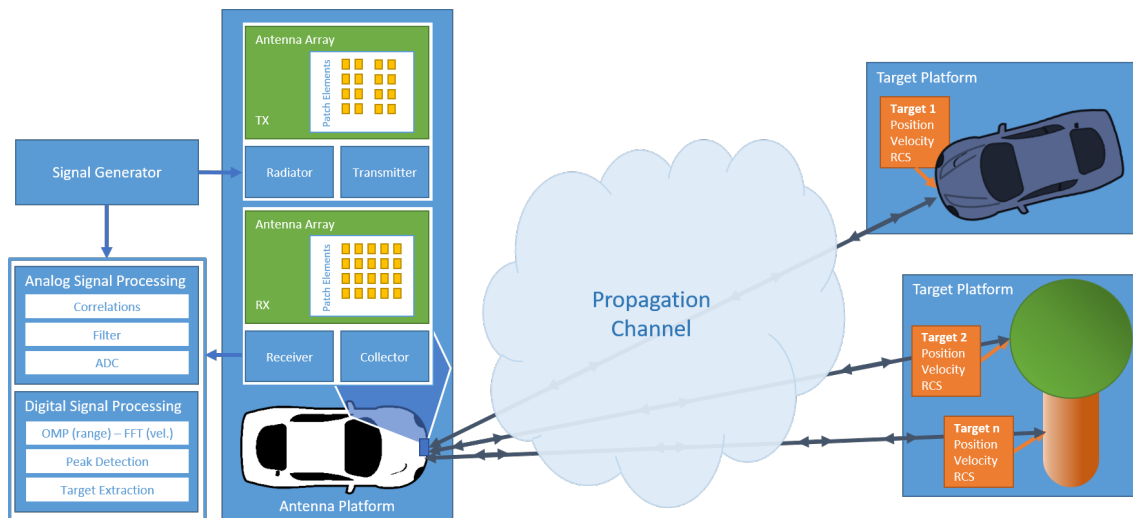 Signal Generator
Analog Signal Processing
Correlations
Filter
ADC
Digital Signal Processing
OMP (range) – FFT (vel.)
Peak Detection
Target Extraction
Antenna Array
Patch Elements
TX
Radiator
Transmitter
Antenna Array
Patch Elements
RX
Receiver
Collector
Antenna Platform
Propagation
Channel
Target Platform
Target 1
Position
Velocity
RCS
Target Platform
Target 2
Position
Velocity
RCS
Target n
Position
Velocity
RCS